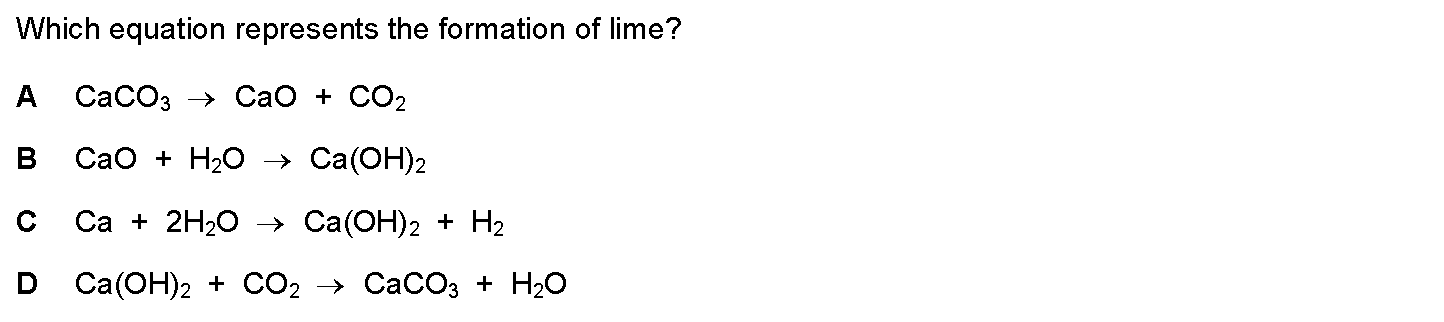 Which equation represents the formation of lime?
A CaCO₃ → CaO + CO₂
B CaO + H₂O → Ca(OH)₂
C Ca + 2H₂O → Ca(OH)₂ + H₂
D Ca(OH)₂ + CO₂ → CaCO₃ + H₂O